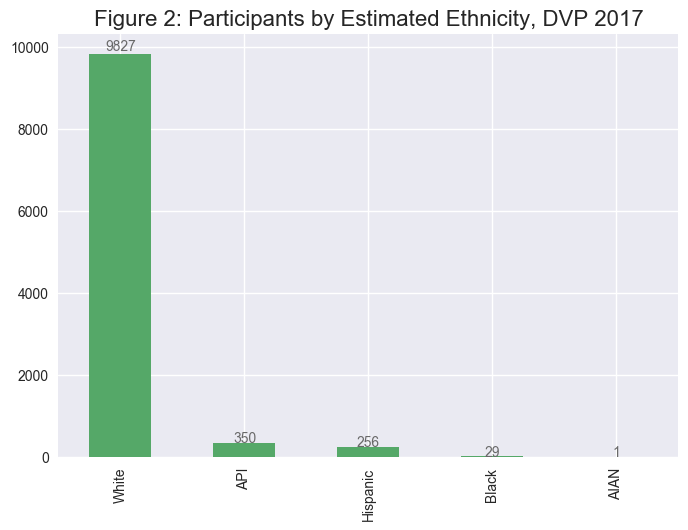 Figure 2: Participants by Estimated Ethnicity, DVP 2017
10000
8000
6000
4000
2000
0
9827
350
256
29
1
White
API
Hispanic
Black
AIAN